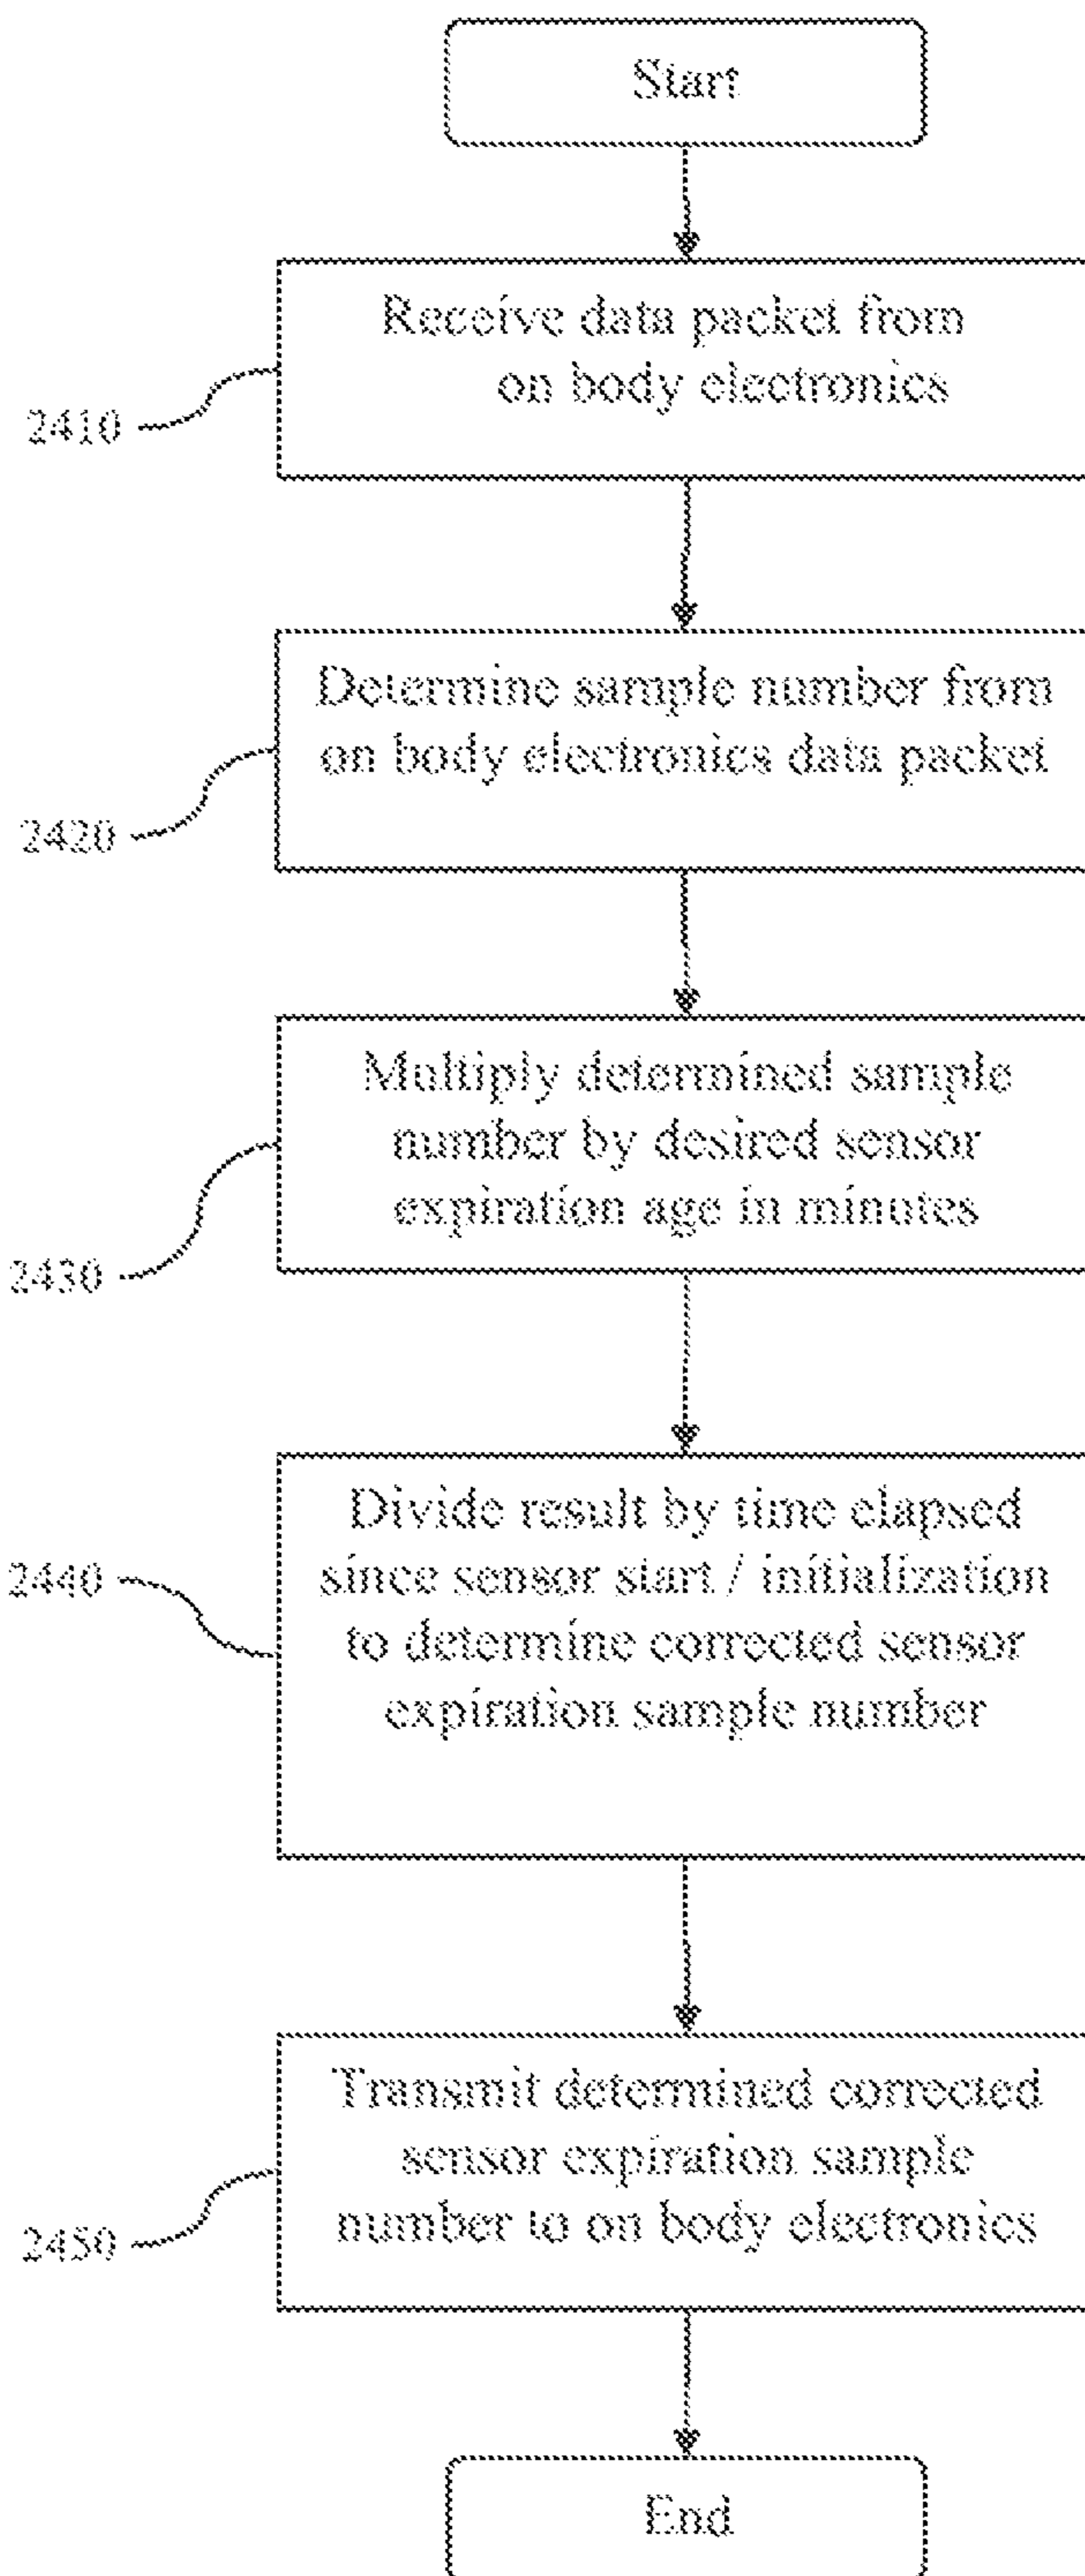 Start
Receive data packet from
on body electronics
2410
Determine sample number from
on body electronics data packet
2420
Multiply determined sample
number by desired sensor
expiration age in minutes
2430
Divide result by time elapsed
since sensor start / initialization
to determine corrected sensor
expiration sample number
2440
Transmit determined corrected
sensor expiration sample
number to on body electronics
2450
End